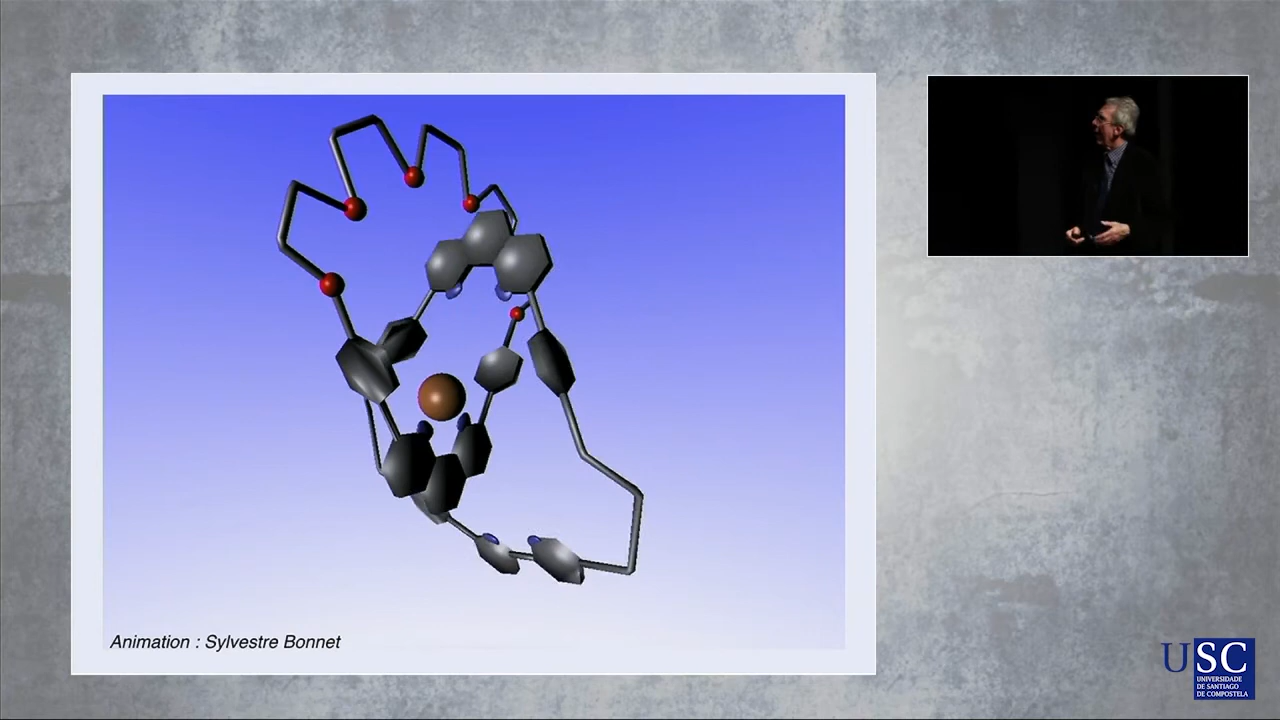 Animation : Sylvestre Bonnet
USC
UNIVERSIDADE
DE SANTIAGO
DE COMPOSTELA